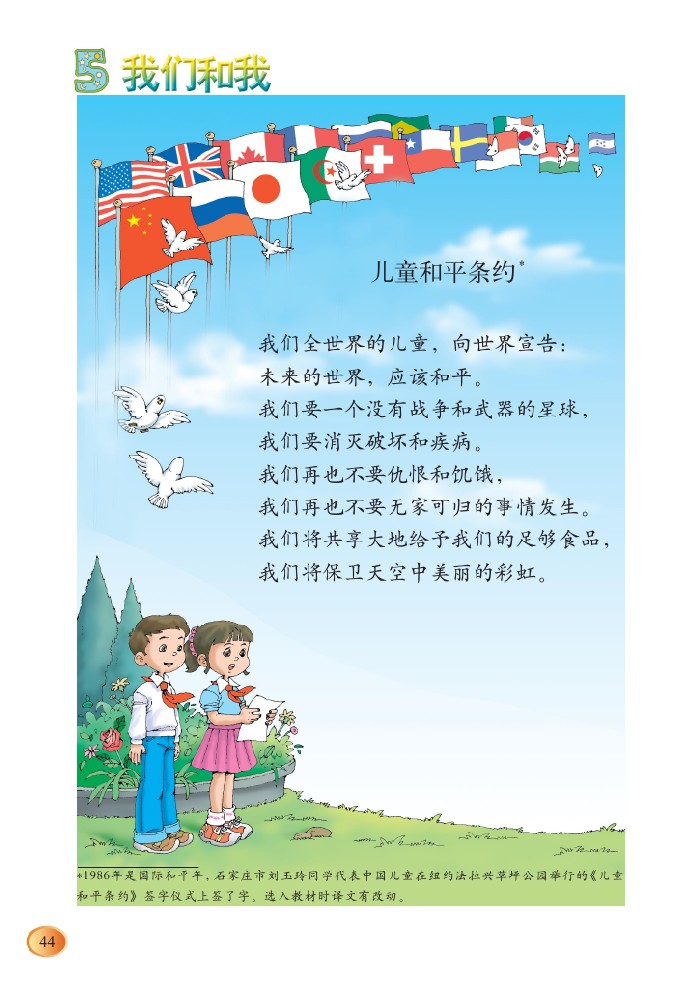 5 我们和我
儿童和平条约*
我们全世界的儿童，向世界宣告：
未来的世界，应该和平。
我们要一个没有战争和武器的星球，
我们要消灭破坏和疾病。
我们再也不要仇恨和饥饿，
我们再也不要无家可归的事情发生。
我们将共享大地给予我们的足够食品，
我们将保卫天空中美丽的彩虹。
*1986年是国际和平年，石家庄市刘玉玲同学代表中国儿童在纽约法拉兴草坪公园举行的《儿童
和平条约》签字仪式上签了字。选入教材时译文有改动。
44